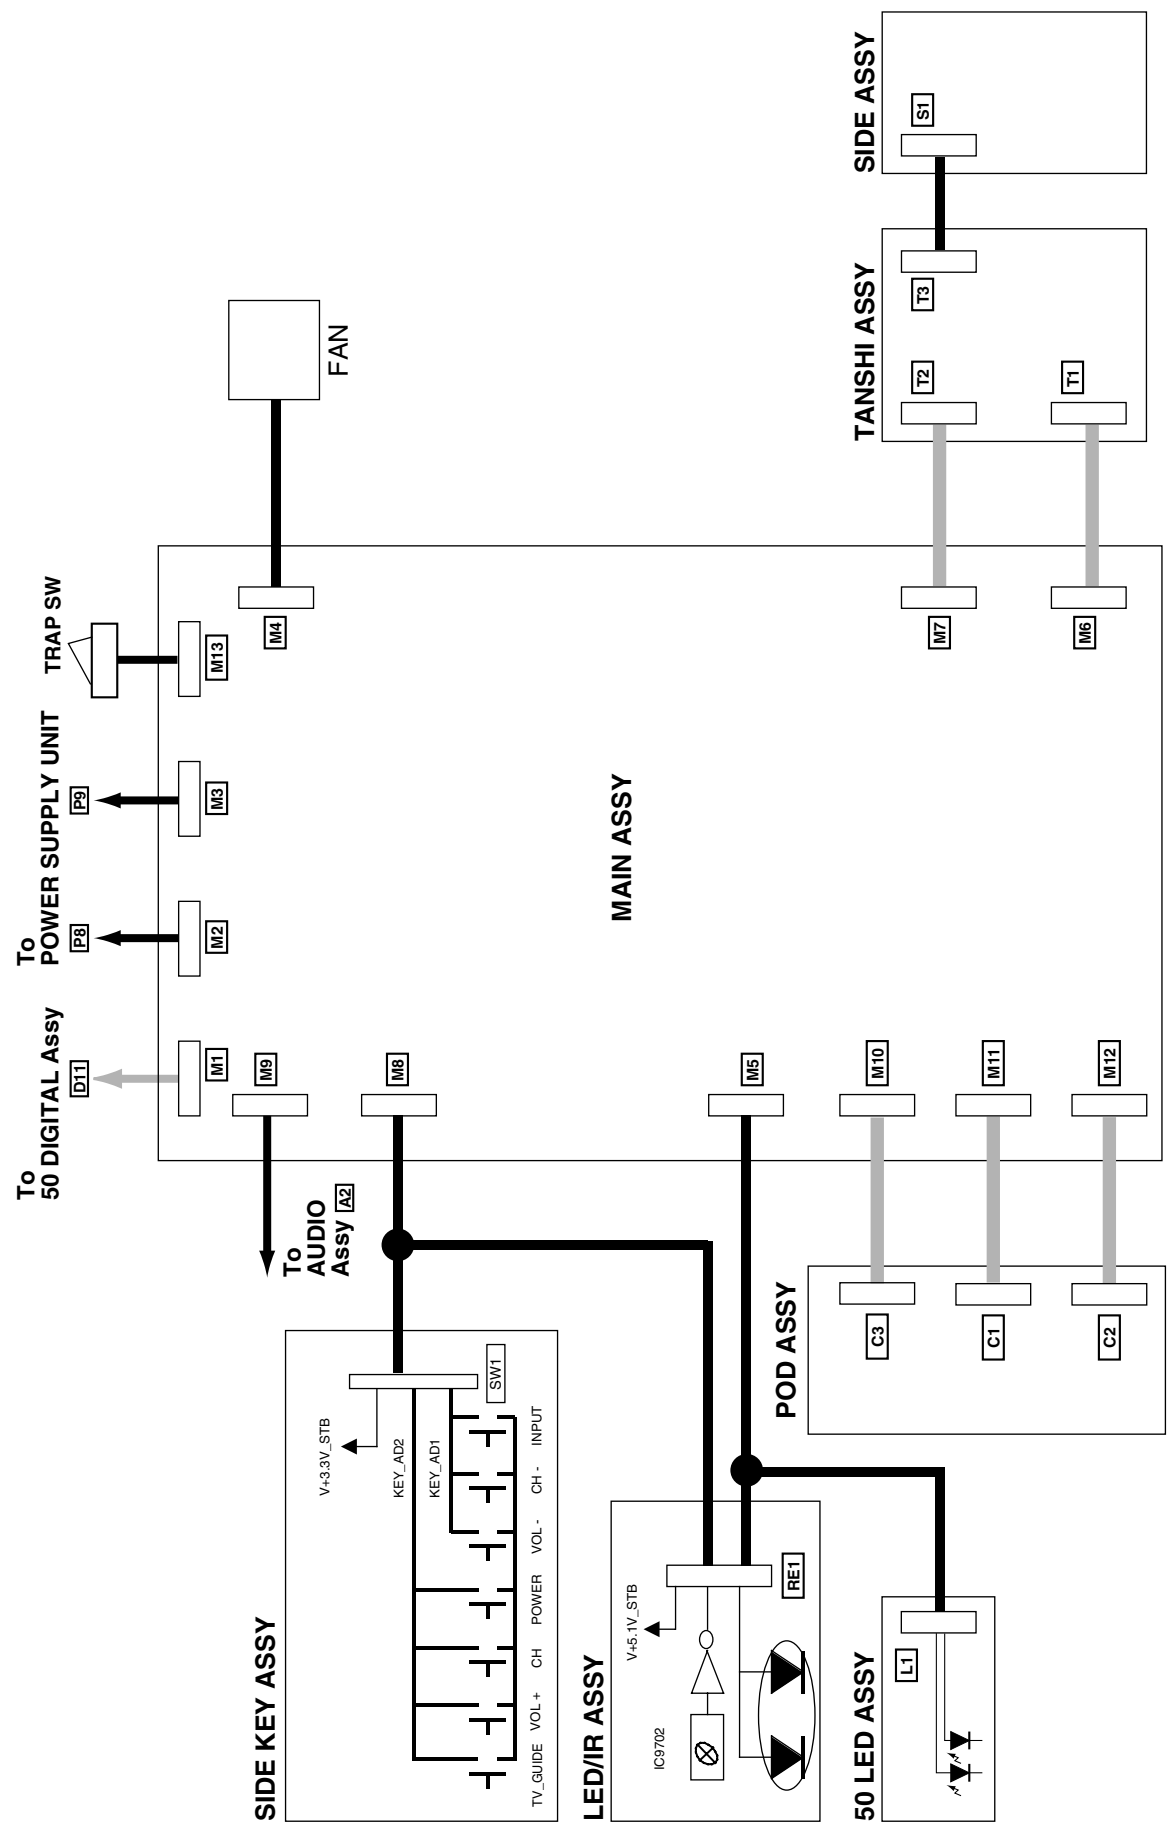 SIDE KEY ASSY
V+3.3V_STB
KEY_AD2
KEY_AD1
SW1
TV_GUIDE
VOL +
CH
POWER
VOL -
CH -
INPUT
LED/IR ASSY
V+5.1V_STB
IC9702
RE1
50 LED ASSY
L1
POD ASSY
C3
C1
C2
To
50 DIGITAL Assy
D11
To
POWER SUPPLY UNIT
P8
P9
TRAP SW
To
AUDIO
Assy A2
M1
M2
M3
M13
M9
M8
M5
M10
M11
M12
MAIN ASSY
M4
M7
M6
FAN
TANSHI ASSY
T2
T3
T1
SIDE ASSY
S1